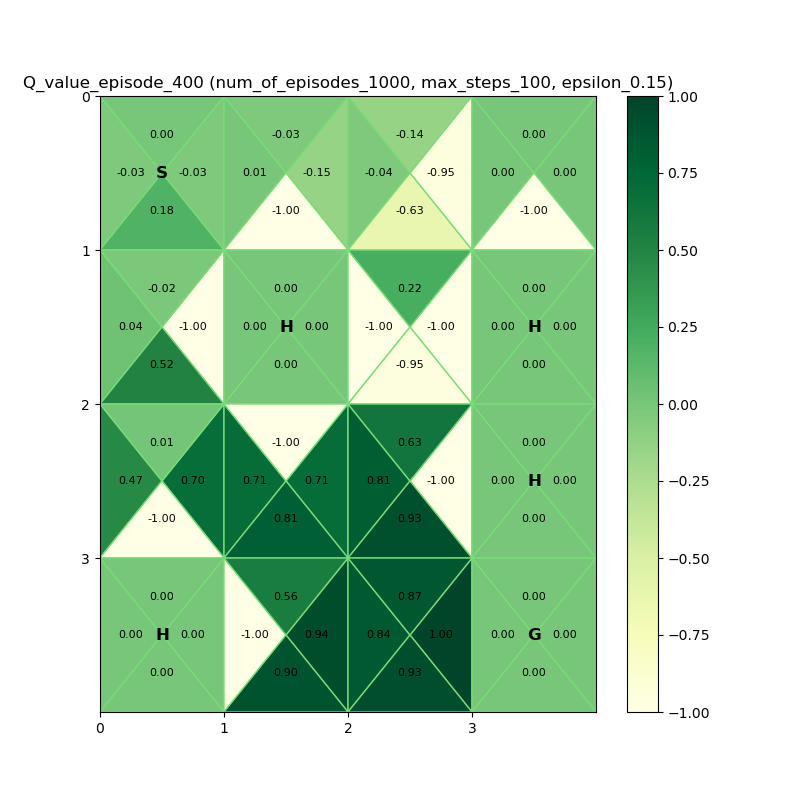 Q_value_episode_400 (num_of_episodes_1000, max_steps_100, epsilon_0.15)
0 1.00
0.00 -0.03 -0.14 0.00
-0.03 S -0.03 0.01 -0.15 -0.04 -0.95 0.00 0.00
0.18 -1.00 -0.63 -1.00
0.75
1
0.50
-0.02 0.00 0.22 0.00
0.04 -1.00 0.00 H 0.00 -1.00 -1.00 0.00 H 0.00
0.25
0.52 0.00 -0.95 0.00
2 0.00
0.01 -1.00 0.63 0.00
0.47 0.70 0.71 0.71 0.81 -1.00 0.00 H 0.00
−0.25
-1.00 0.81 0.93 0.00
3 −0.50
0.00 0.56 0.87 0.00
0.00 H 0.00 -1.00 0.94 0.84 1.00 0.00 G 0.00
−0.75
0.00 0.90 0.93 0.00
−1.00
0 1 2 3